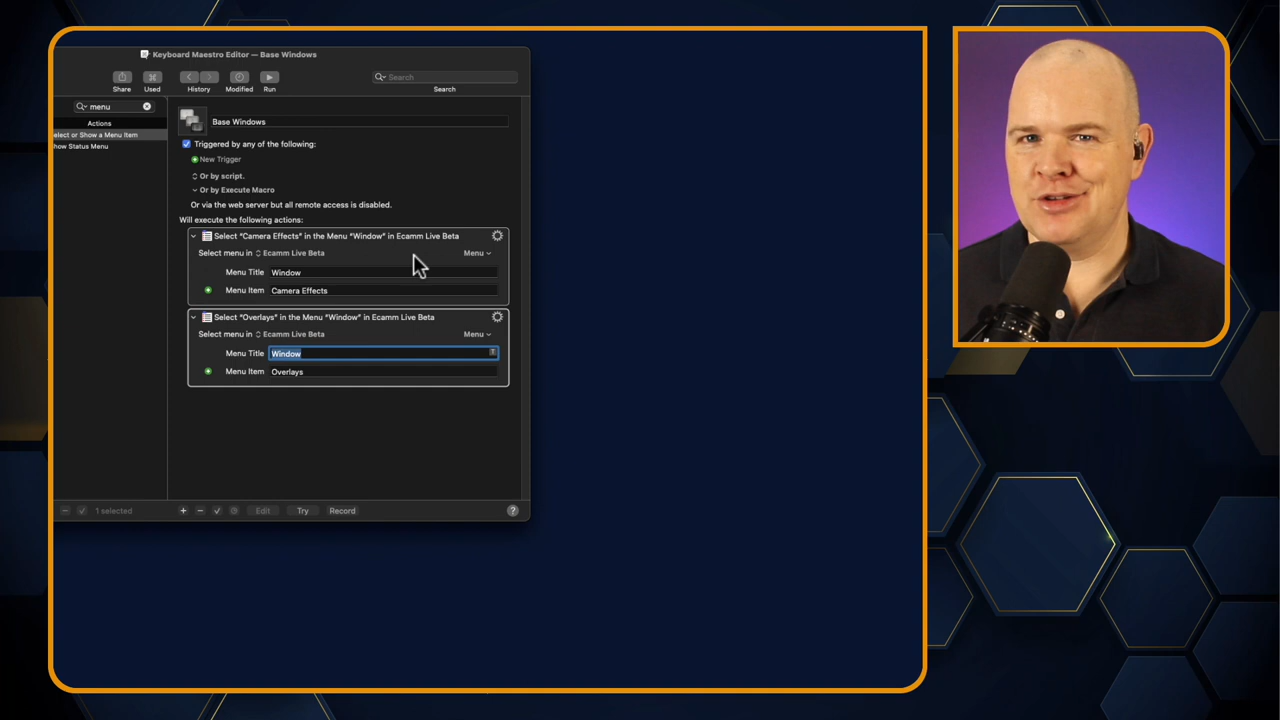 Keyboard Maestro Editor — Base Windows
Share
Used
History
Modified
Run
Search
Search
menu
Actions
elect or Show a Menu Item
how Status Menu
Base Windows
Triggered by any of the following:
New Trigger
Or by script.
Or by Execute Macro
Or via the web server but all remote access is disabled.
Will execute the following actions:
Select "Camera Effects" in the Menu "Window" in Ecamm Live Beta
Select menu in Ecamm Live Beta Menu
Menu Title Window
Menu Item Camera Effects
Select "Overlays" in the Menu "Window" in Ecamm Live Beta
Select menu in Ecamm Live Beta Menu
Menu Title Window
Menu Item Overlays
1 selected
Edit
Try
Record
?